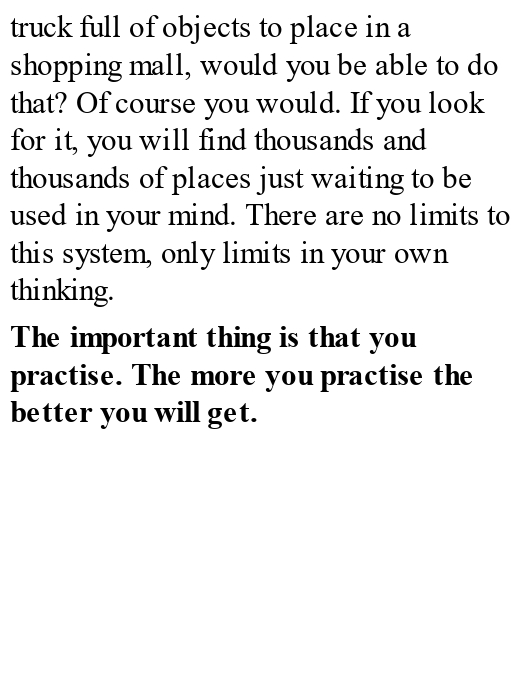 truck full of objects to place in a
shopping mall, would you be able to do
that? Of course you would. If you look
for it, you will find thousands and
thousands of places just waiting to be
used in your mind. There are no limits to
this system, only limits in your own
thinking.
The important thing is that you
practise. The more you practise the
better you will get.